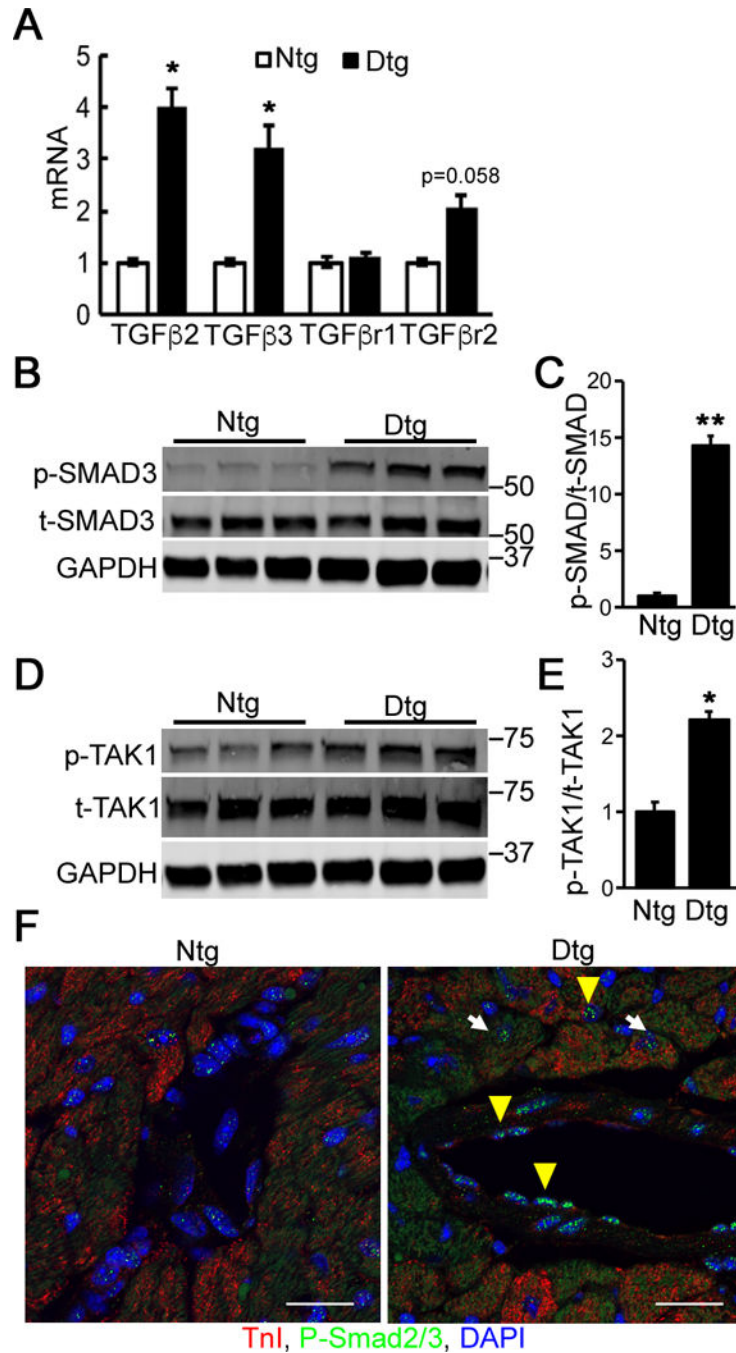 A
5
4
3
2
1
0
mRNA
Ntg Dtg
*
*
p=0.058
TGFβ2 TGFβ3 TGFβr1 TGFβr2
B
Ntg Dtg
p-SMAD3
–50
t-SMAD3
–50
GAPDH
–37
C
20
15
10
5
0
p-SMAD/t-SMAD
**
Ntg Dtg
D
Ntg Dtg
p-TAK1
–75
t-TAK1
–75
GAPDH
–37
E
3
2
1
0
p-TAK1/t-TAK1
*
Ntg Dtg
F
Ntg Dtg
TnI, P-Smad2/3, DAPI